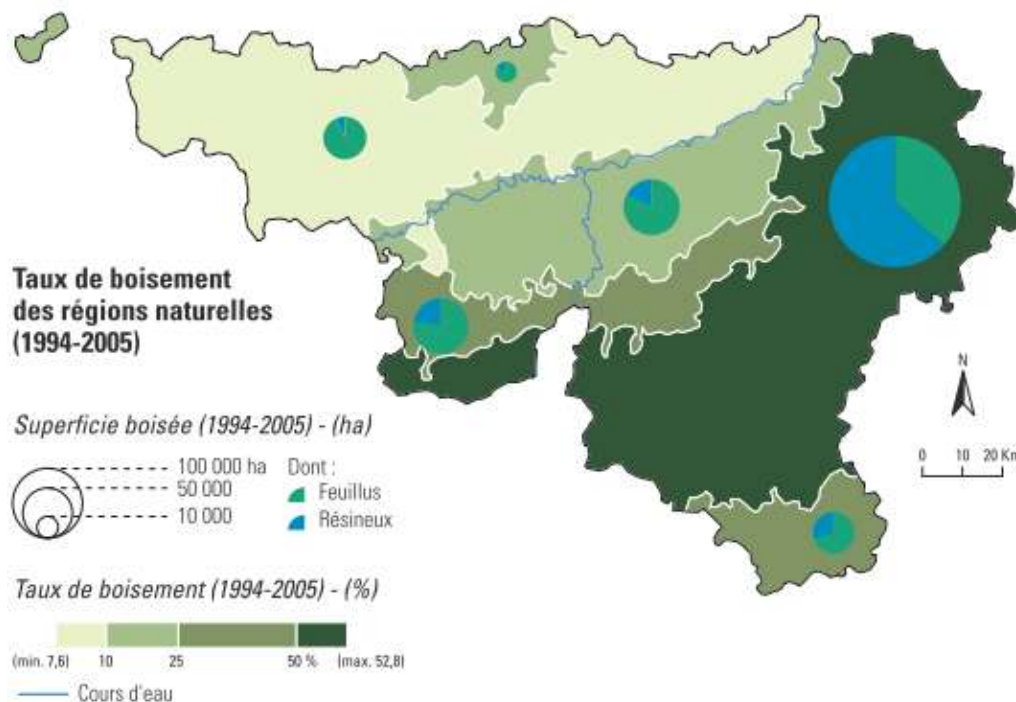 Taux de boisement
des régions naturelles
(1994-2005)
Superficie boisée (1994-2005) - (ha)
100 000 ha
50 000
10 000
Dont :
Feuillus
Résineux
Taux de boisement (1994-2005) - (%)
(min. 7,6) 10 25 50 % (max. 52,8)
Cours d'eau
N
0 10 20 Km